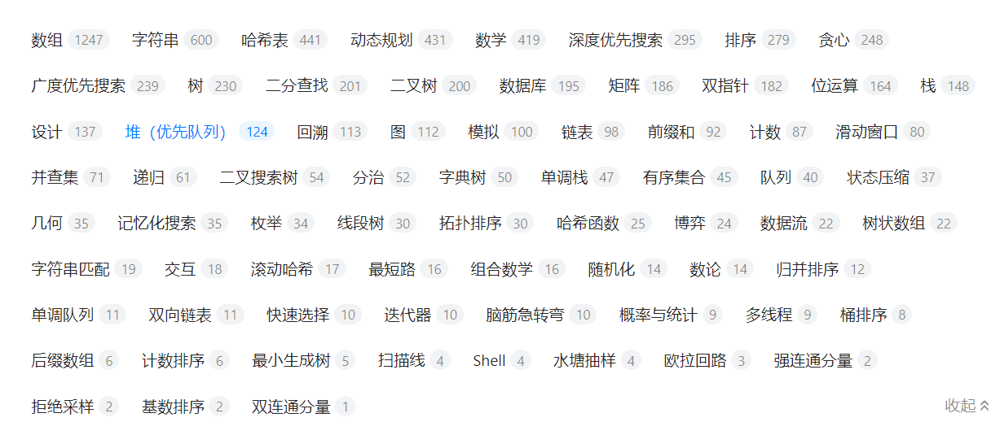 数组 1247 字符串 600 哈希表 441 动态规划 431 数学 419 深度优先搜索 295 排序 279 贪心 248
广度优先搜索 239 树 230 二分查找 201 二叉树 200 数据库 195 矩阵 186 双指针 182 位运算 164 栈 148
设计 137 堆（优先队列） 124 回溯 113 图 112 模拟 100 链表 98 前缀和 92 计数 87 滑动窗口 80
并查集 71 递归 61 二叉搜索树 54 分治 52 字典树 50 单调栈 47 有序集合 45 队列 40 状态压缩 37
几何 35 记忆化搜索 35 枚举 34 线段树 30 拓扑排序 30 哈希函数 25 博弈 24 数据流 22 树状数组 22
字符串匹配 19 交互 18 滚动哈希 17 最短路 16 组合数学 16 随机化 14 数论 14 归并排序 12
单调队列 11 双向链表 11 快速选择 10 迭代器 10 脑筋急转弯 10 概率与统计 9 多线程 9 桶排序 8
后缀数组 6 计数排序 6 最小生成树 5 扫描线 4 Shell 4 水塘抽样 4 欧拉回路 3 强连通分量 2
拒绝采样 2 基数排序 2 双连通分量 1 收起